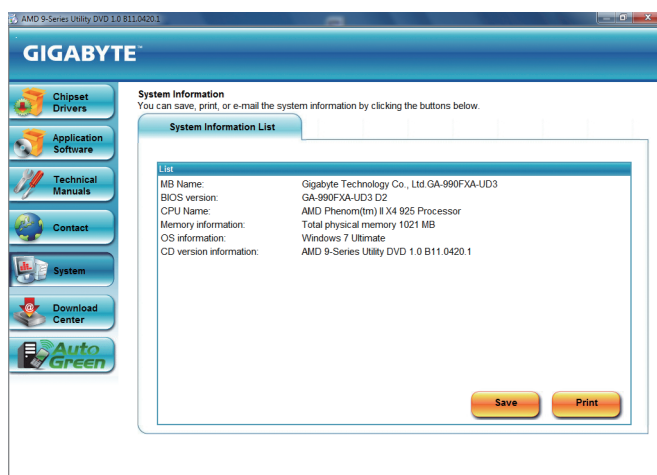 AMD 9-Series Utility DVD 1.0 B11.0420.1
GIGABYTE™
Chipset
Drivers
Application
Software
Technical
Manuals
Contact
System
Download
Center
Auto
Green
System Information
You can save, print, or e-mail the system information by clicking the buttons below.
System Information List
List
MB Name: Gigabyte Technology Co., Ltd.GA-990FXA-UD3
BIOS version: GA-990FXA-UD3 D2
CPU Name: AMD Phenom(tm) II X4 925 Processor
Memory information: Total physical memory 1021 MB
OS information: Windows 7 Ultimate
CD version information: AMD 9-Series Utility DVD 1.0 B11.0420.1
Save Print